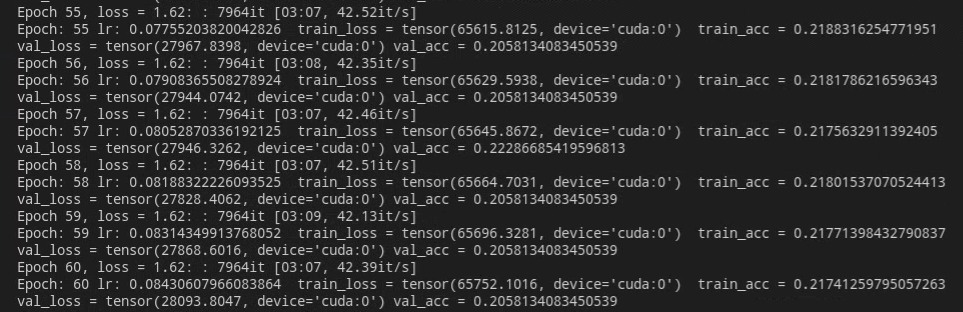 Epoch 55, loss = 1.62: : 7964it [03:07, 42.52it/s]
Epoch: 55 lr: 0.07755203820042826  train_loss = tensor(65615.8125, device='cuda:0')  train_acc = 0.2188316254771951
val_loss = tensor(27967.8398, device='cuda:0') val_acc = 0.2058134083450539
Epoch 56, loss = 1.62: : 7964it [03:08, 42.35it/s]
Epoch: 56 lr: 0.07908365508278924  train_loss = tensor(65629.5938, device='cuda:0')  train_acc = 0.2181786216596343
val_loss = tensor(27944.0742, device='cuda:0') val_acc = 0.2058134083450539
Epoch 57, loss = 1.62: : 7964it [03:07, 42.46it/s]
Epoch: 57 lr: 0.08052870336192125  train_loss = tensor(65645.8672, device='cuda:0')  train_acc = 0.2175632911392405
val_loss = tensor(27946.3262, device='cuda:0') val_acc = 0.22286685419596813
Epoch 58, loss = 1.62: : 7964it [03:07, 42.51it/s]
Epoch: 58 lr: 0.08188322226093525  train_loss = tensor(65664.7031, device='cuda:0')  train_acc = 0.21801537070524413
val_loss = tensor(27828.4062, device='cuda:0') val_acc = 0.2058134083450539
Epoch 59, loss = 1.62: : 7964it [03:09, 42.13it/s]
Epoch: 59 lr: 0.08314349913768052  train_loss = tensor(65696.3281, device='cuda:0')  train_acc = 0.21771398432790837
val_loss = tensor(27868.6016, device='cuda:0') val_acc = 0.2058134083450539
Epoch 60, loss = 1.62: : 7964it [03:07, 42.39it/s]
Epoch: 60 lr: 0.08430607966083864  train_loss = tensor(65752.1016, device='cuda:0')  train_acc = 0.21741259795057263
val_loss = tensor(28093.8047, device='cuda:0') val_acc = 0.2058134083450539